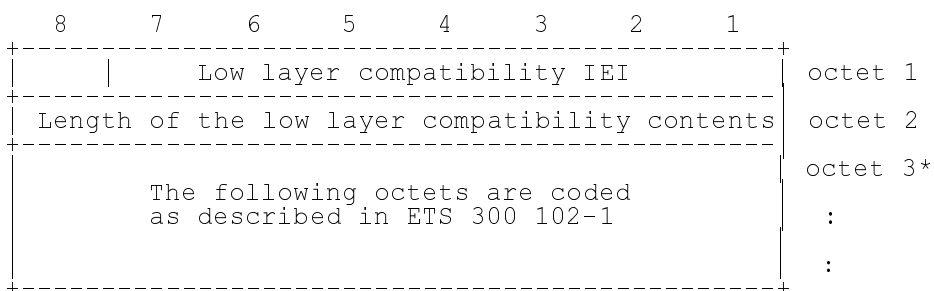 8 7 6 5 4 3 2 1
Low layer compatibility IEI octet 1
Length of the low layer compatibility contents octet 2
octet 3*
The following octets are coded
as described in ETS 300 102-1 :
: